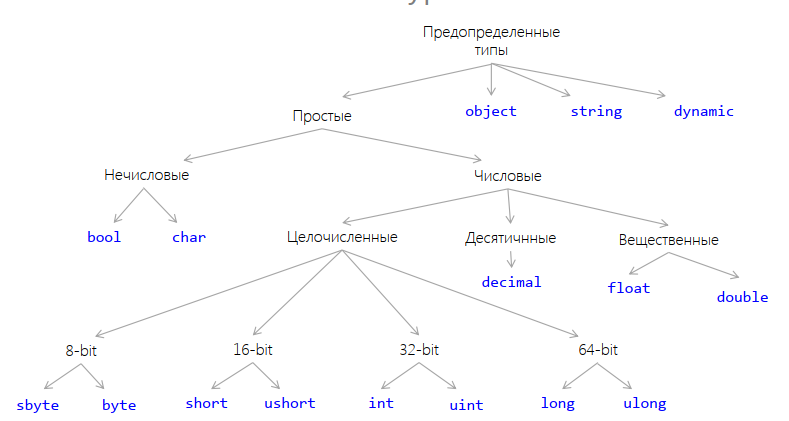 Предопределенные
типы
object string dynamic
Простые
Нечисловые Числовые
bool char Целочисленные Десятичнные Вещественные
decimal float double
8-bit 16-bit 32-bit 64-bit
sbyte byte short ushort int uint long ulong